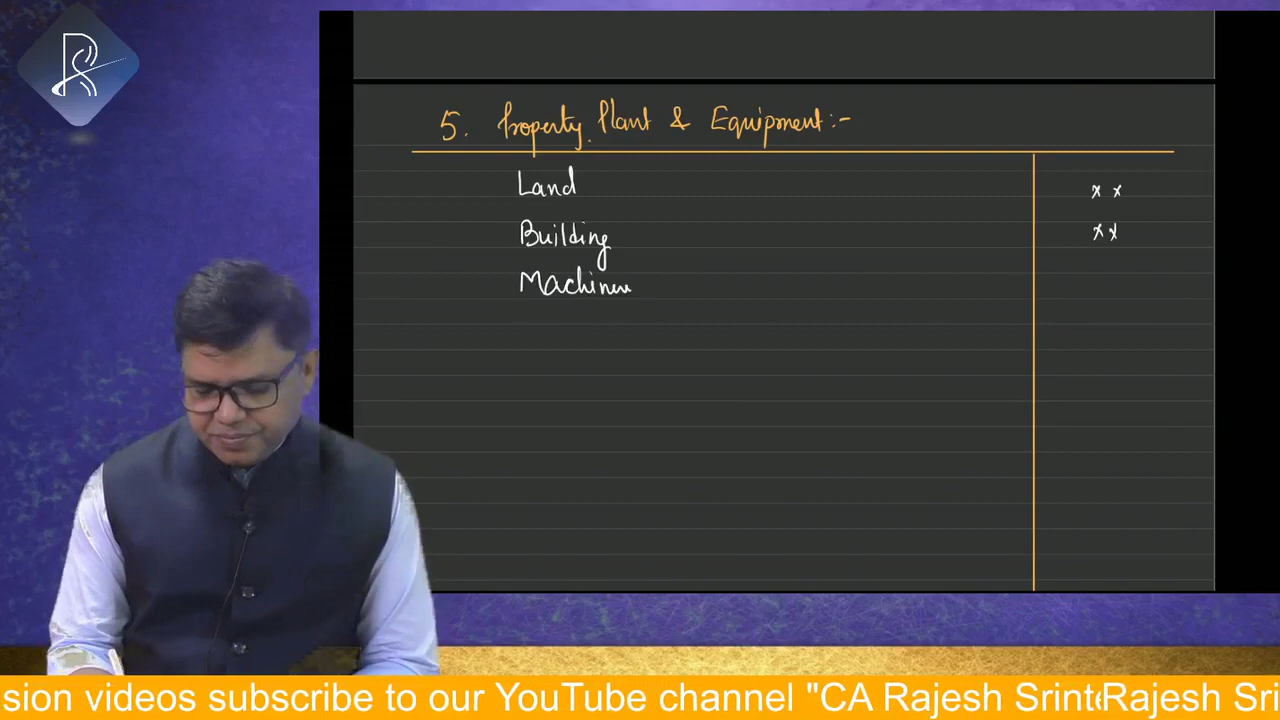 RS
5. Property Plant & Equipment:-
Land x x
Building x x
Machine
sion videos subscribe to our YouTube channel "CA Rajesh Srint Rajesh Sri